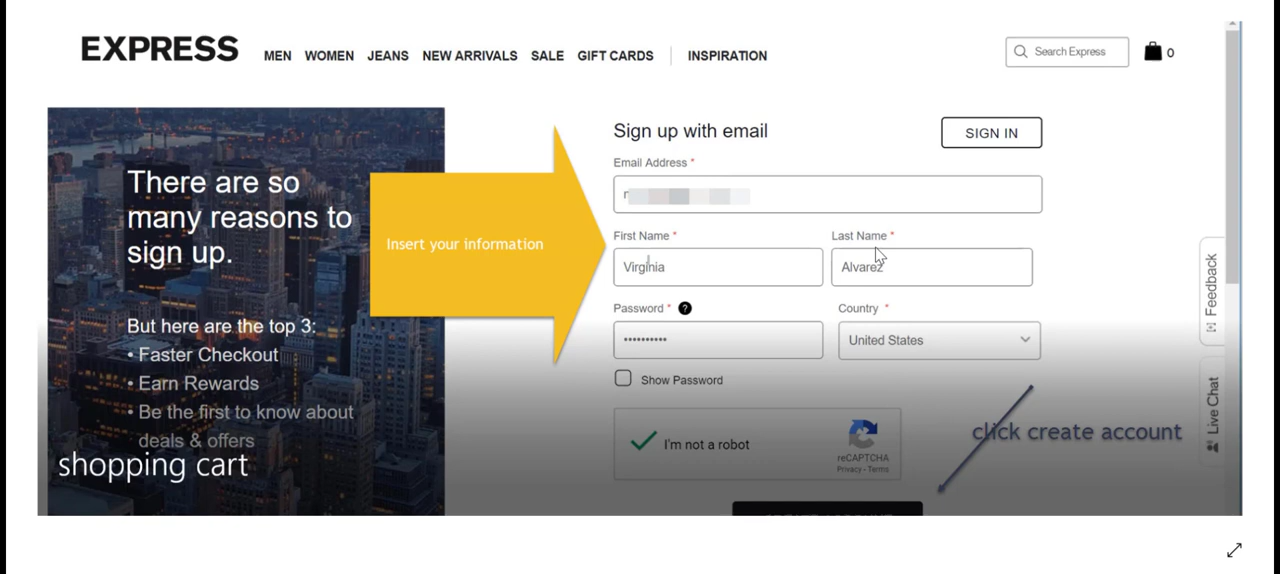 EXPRESS
MEN WOMEN JEANS NEW ARRIVALS SALE GIFT CARDS INSPIRATION
Search Express
0
There are so
many reasons to
sign up.
But here are the top 3:
• Faster Checkout
• Earn Rewards
• Be the first to know about
deals & offers
shopping cart
Insert your information
Sign up with email
SIGN IN
Email Address *
First Name * Last Name *
Virginia Alvarez
Password * ? Country *
•••••••••• United States
Show Password
I'm not a robot
reCAPTCHA
Privacy - Terms
click create account
Feedback
Live Chat